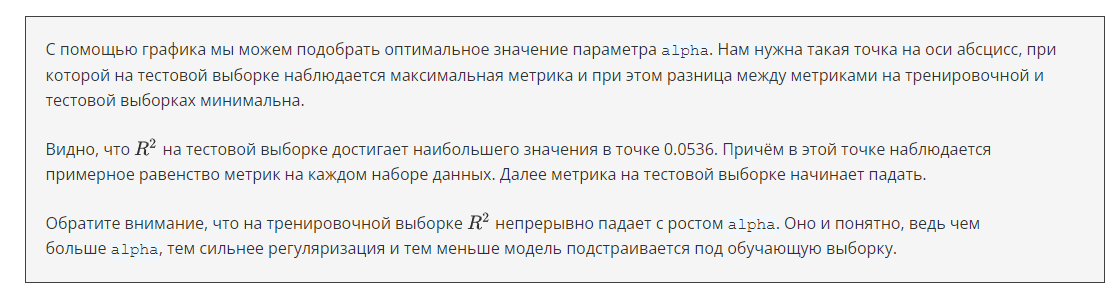 С помощью графика мы можем подобрать оптимальное значение параметра alpha. Нам нужна такая точка на оси абсцисс, при
которой на тестовой выборке наблюдается максимальная метрика и при этом разница между метриками на тренировочной и
тестовой выборках минимальна.
Видно, что R² на тестовой выборке достигает наибольшего значения в точке 0.0536. Причём в этой точке наблюдается
примерное равенство метрик на каждом наборе данных. Далее метрика на тестовой выборке начинает падать.
Обратите внимание, что на тренировочной выборке R² непрерывно падает с ростом alpha. Оно и понятно, ведь чем
больше alpha, тем сильнее регуляризация и тем меньше модель подстраивается под обучающую выборку.